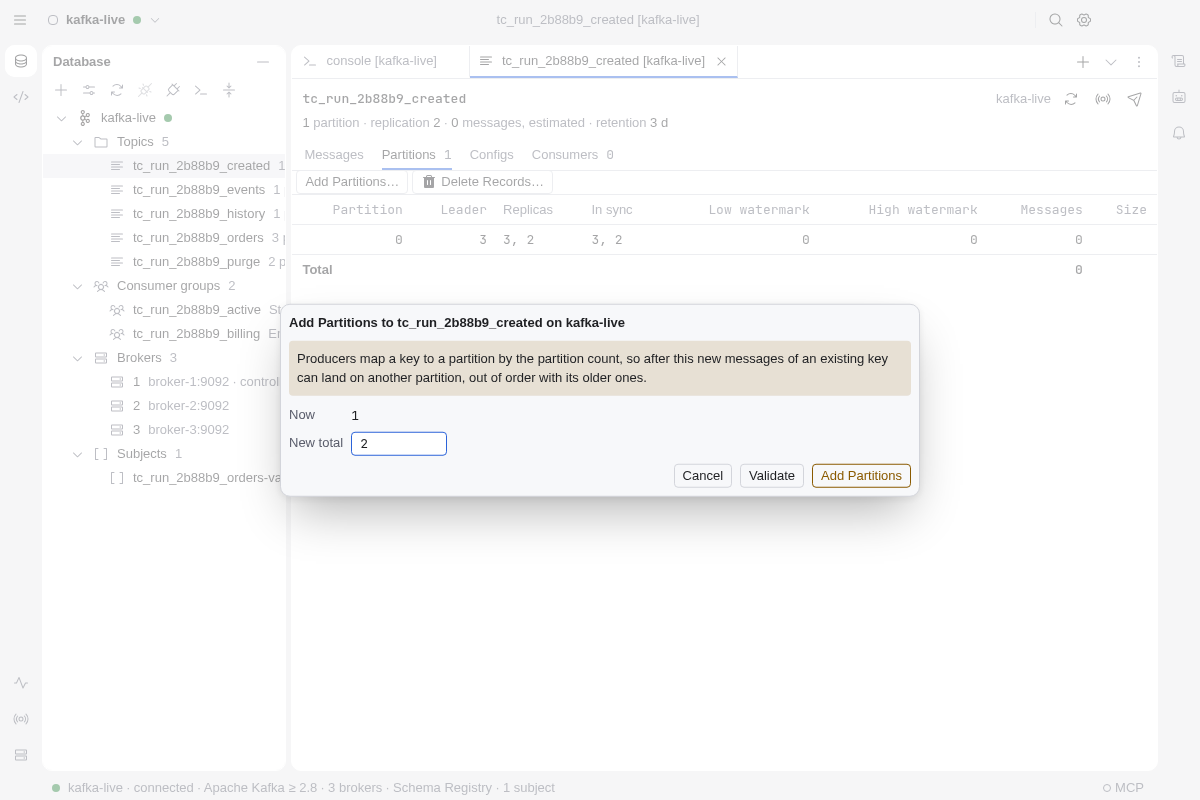 kafka-live
tc_run_2b88b9_created [kafka-live]
Database
console [kafka-live]
tc_run_2b88b9_created [kafka-live]
tc_run_2b88b9_created
kafka-live
1 partition · replication 2 · 0 messages, estimated · retention 3 d
Messages
Partitions 1
Configs
Consumers 0
Add Partitions…
Delete Records…
Partition Leader Replicas In sync Low watermark High watermark Messages Size
0 3 3, 2 3, 2 0 0 0
Total 0
kafka-live
Topics 5
tc_run_2b88b9_created 1
tc_run_2b88b9_events 1
tc_run_2b88b9_history 1
tc_run_2b88b9_orders 3 p
tc_run_2b88b9_purge 2 p
Consumer groups 2
tc_run_2b88b9_active St
tc_run_2b88b9_billing Em
Brokers 3
1 broker-1:9092 · control
2 broker-2:9092
3 broker-3:9092
Subjects 1
tc_run_2b88b9_orders-va
Add Partitions to tc_run_2b88b9_created on kafka-live
Producers map a key to a partition by the partition count, so after this new messages of an existing key
can land on another partition, out of order with its older ones.
Now 1
New total 2
Cancel
Validate
Add Partitions
kafka-live · connected · Apache Kafka ≥ 2.8 · 3 brokers · Schema Registry · 1 subject
MCP